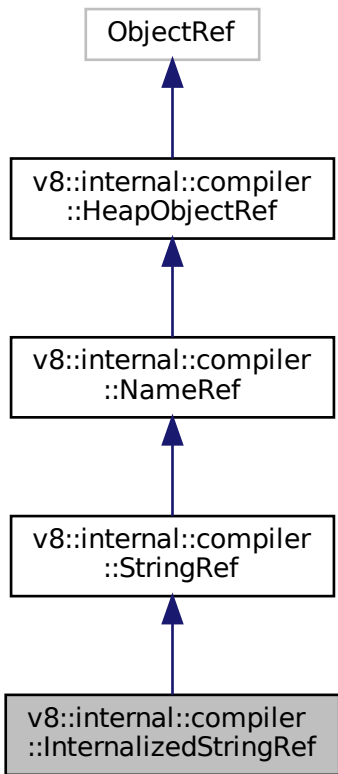 ObjectRef
v8::internal::compiler
::HeapObjectRef
v8::internal::compiler
::NameRef
v8::internal::compiler
::StringRef
v8::internal::compiler
::InternalizedStringRef